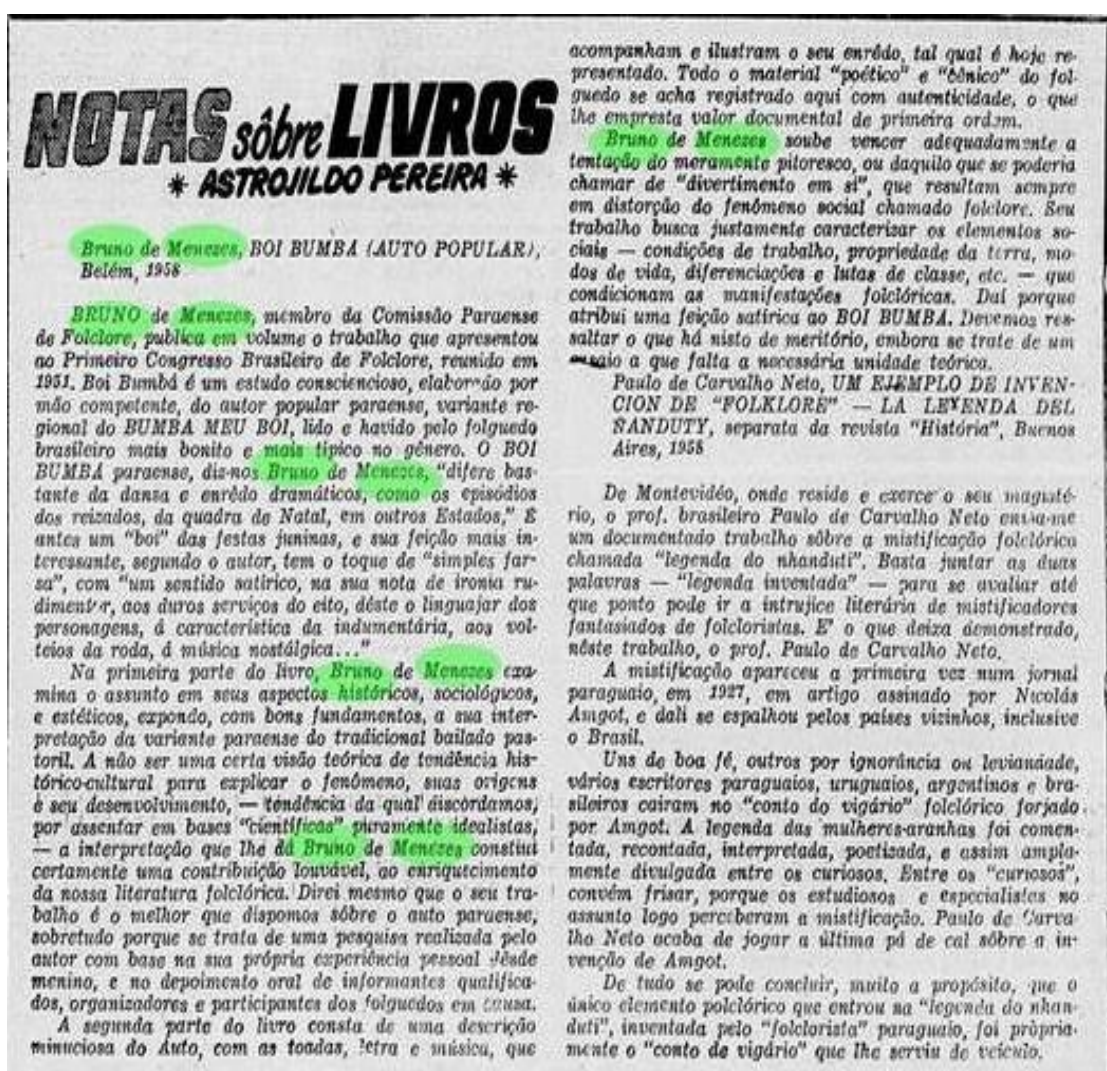 NOTAS sôbre LIVROS
* ASTROJILDO PEREIRA *
Bruno de Menezes, BOI BUMBA (AUTO POPULAR),
Belém, 1958
BRUNO de Menezes, membro da Comissão Paraense
de Folclore, publica em volume o trabalho que apresentou
ao Primeiro Congresso Brasileiro de Folclore, reunido em
1951. Boi Bumbá é um estudo consciencioso, elaborado por
mão competente, do autor popular paraense, variante re-
gional do BUMBA MEU BOI, lido e havido pelo folguedo
brasileiro mais bonito e mais típico no gênero. O BOI
BUMBA paraense, diz-nos Bruno de Menezes, "difere bas-
tante da dansa e enrêdo dramáticos, como os episódios
dos reizados, da quadra de Natal, em outros Estados," E
antes um "boi" das festas juninas, e sua feição mais in-
teressante, segundo o autor, tem o toque de "simples far-
sa", com "um sentido satírico, na sua nota de ironia ru-
dimentar, aos duros serviços do eito, dêste o linguajar dos
personagens, á característica da indumentária, aos vol-
teios da roda, á música nostálgica..."
Na primeira parte do livro, Bruno de Menezes exa-
mina o assunto em seus aspectos históricos, sociológicos,
e estéticos, expondo, com bons fundamentos, a sua inter-
pretação da variante paraense do tradicional bailado pas-
toril. A não ser uma certa visão teórica de tendência his-
tórico-cultural para explicar o fenômeno, suas origens
e seu desenvolvimento, — tendência da qual discordamos,
por assentar em bases "científicas" puramente idealistas,
— a interpretação que lhe dá Bruno de Menezes constitui
certamente uma contribuição louvável, ao enriquecimento
da nossa literatura folclórica. Direi mesmo que o seu tra-
balho é o melhor que dispomos sôbre o auto paraense,
sobretudo porque se trata de uma pesquisa realizada pelo
autor com base na sua própria experiência pessoal desde
menino, e no depoimento oral de informantes qualifica-
dos, organizadores e participantes dos folguedos em causa.
A segunda parte do livro consta de uma descrição
minuciosa do Auto, com as toadas, letra e música, que
acompanham e ilustram o seu enrêdo, tal qual é hoje re-
presentado. Todo o material "poético" e "cênico" do fol-
guedo se acha registrado aqui com autenticidade, o que
lhe empresta valor documental de primeira ordem.
Bruno de Menezes soube vencer adequadamente a
tentação do meramente pitoresco, ou daquilo que se poderia
chamar de "divertimento em si", que resultam sempre
em distorção do fenômeno social chamado folclore. Seu
trabalho busca justamente caracterizar os elementos so-
ciais — condições de trabalho, propriedade da terra, mo-
dos de vida, diferenciações e lutas de classe, etc. — que
condicionam as manifestações folclóricas. Daí porque
atribui uma feição satírica ao BOI BUMBA. Devemos res-
saltar o que há nisto de meritório, embora se trate de um
ensaio a que falta a necessária unidade teórica.
Paulo de Carvalho Neto, UM EJEMPLO DE INVEN-
CION DE "FOLKLORE" — LA LEYENDA DEL
ÑANDUTY, separata da revista "História", Buenos
Aires, 1958
De Montevidéo, onde reside e exerce o seu magisté-
rio, o prof. brasileiro Paulo de Carvalho Neto envia-me
um documentado trabalho sôbre a mistificação folclórica
chamada "legenda do nhanduti". Basta juntar as duas
palavras — "legenda inventada" — para se avaliar até
que ponto pode ir a intrujice literária de mistificadores
fantasiados de folcloristas. E' o que deixa demonstrado,
nêste trabalho, o prof. Paulo de Carvalho Neto.
A mistificação apareceu a primeira vez num jornal
paraguaio, em 1927, em artigo assinado por Nicolás
Amgot, e dali se espalhou pelos países vizinhos, inclusive
o Brasil.
Uns de boa fé, outros por ignorância ou leviandade,
vários escritores paraguaios, uruguaios, argentinos e bra-
sileiros cairam no "conto do vigário" folclórico forjado
por Amgot. A legenda das mulheres-aranhas foi comen-
tada, recontada, interpretada, poetizada, e assim ampla-
mente divulgada entre os curiosos. Entre os "curiosos",
convém frisar, porque os estudiosos e especialistas no
assunto logo perceberam a mistificação. Paulo de Carva-
lho Neto acaba de jogar a última pá de cal sôbre a in-
venção de Amgot.
De tudo se pode concluir, muito a propósito, que o
único elemento polclórico que entrou na "legenda do nhan-
duti", inventada pelo "folclorista" paraguaio, foi pròpria-
mente o "conto de vigário" que lhe serviu de veículo.